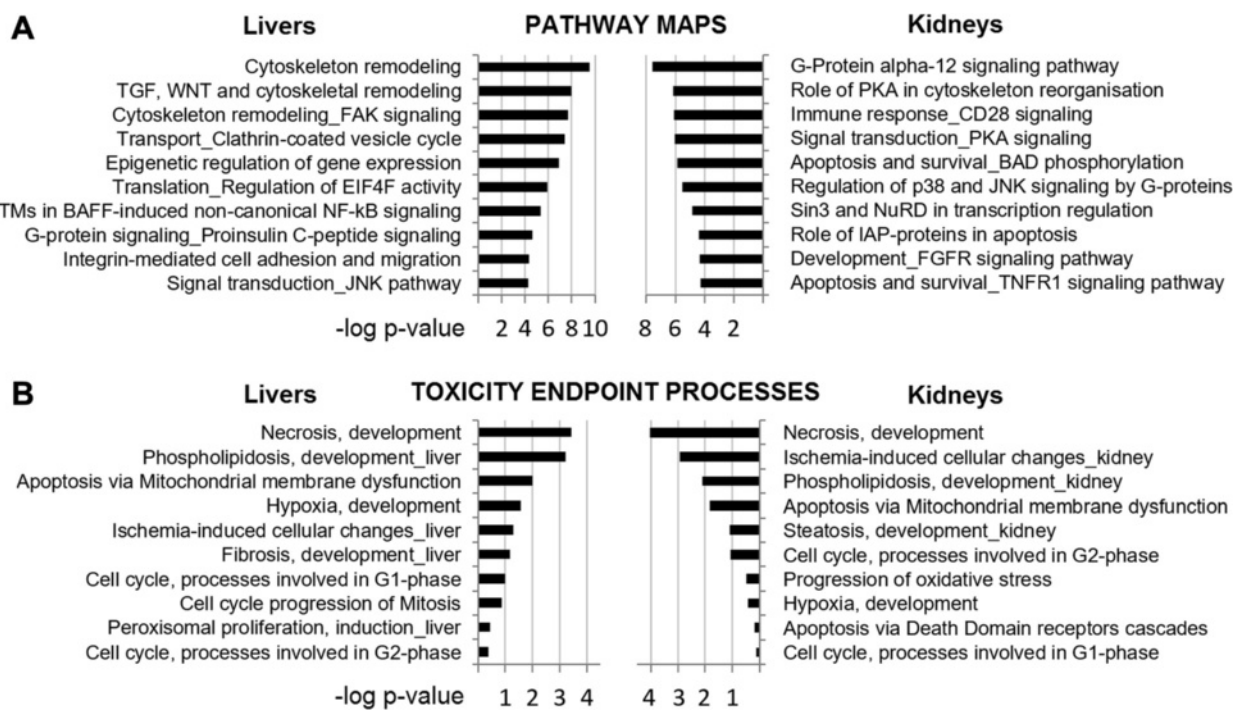 A Livers PATHWAY MAPS Kidneys
Cytoskeleton remodeling G-Protein alpha-12 signaling pathway
TGF, WNT and cytoskeletal remodeling Role of PKA in cytoskeleton reorganisation
Cytoskeleton remodeling_FAK signaling Immune response_CD28 signaling
Transport_Clathrin-coated vesicle cycle Signal transduction_PKA signaling
Epigenetic regulation of gene expression Apoptosis and survival_BAD phosphorylation
Translation_Regulation of EIF4F activity Regulation of p38 and JNK signaling by G-proteins
TMs in BAFF-induced non-canonical NF-kB signaling Sin3 and NuRD in transcription regulation
G-protein signaling_Proinsulin C-peptide signaling Role of IAP-proteins in apoptosis
Integrin-mediated cell adhesion and migration Development_FGFR signaling pathway
Signal transduction_JNK pathway Apoptosis and survival_TNFR1 signaling pathway
-log p-value 2 4 6 8 10 8 6 4 2
B Livers TOXICITY ENDPOINT PROCESSES Kidneys
Necrosis, development Necrosis, development
Phospholipidosis, development_liver Ischemia-induced cellular changes_kidney
Apoptosis via Mitochondrial membrane dysfunction Phospholipidosis, development_kidney
Hypoxia, development Apoptosis via Mitochondrial membrane dysfunction
Ischemia-induced cellular changes_liver Steatosis, development_kidney
Fibrosis, development_liver Cell cycle, processes involved in G2-phase
Cell cycle, processes involved in G1-phase Progression of oxidative stress
Cell cycle progression of Mitosis Hypoxia, development
Peroxisomal proliferation, induction_liver Apoptosis via Death Domain receptors cascades
Cell cycle, processes involved in G2-phase Cell cycle, processes involved in G1-phase
-log p-value 1 2 3 4 4 3 2 1